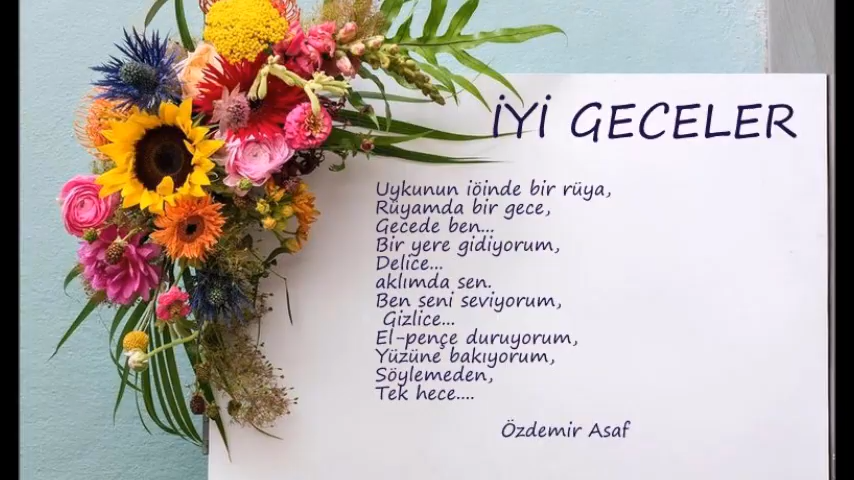 İYİ GECELER
Uykunun iöinde bir rüya,
Rüyamda bir gece,
Gecede ben...
Bir yere gidiyorum,
Delice...
aklımda sen.
Ben seni seviyorum,
Gizlice...
El-pençe duruyorum,
Yüzüne bakıyorum,
Söylemeden,
Tek hece....
Özdemir Asaf